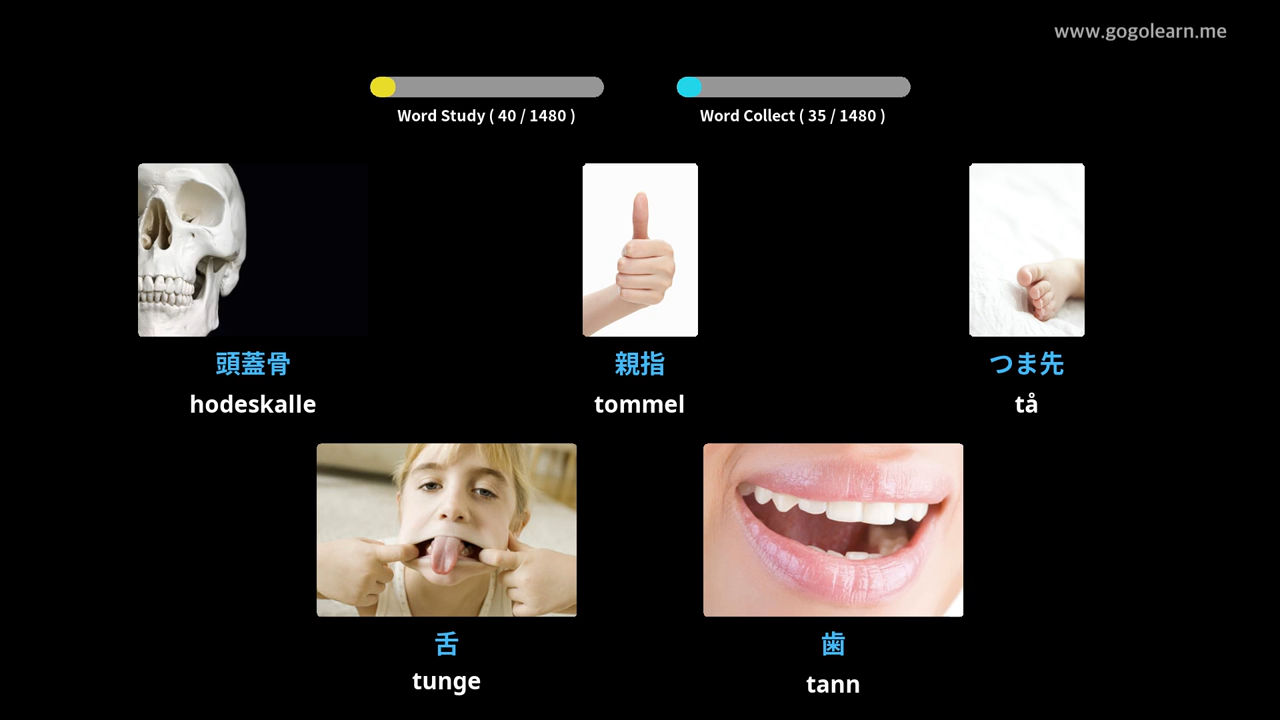 www.gogolearn.me
Word Study ( 40 / 1480 )
Word Collect ( 35 / 1480 )
頭蓋骨
hodeskalle
親指
tommel
つま先
tå
舌
tunge
歯
tann